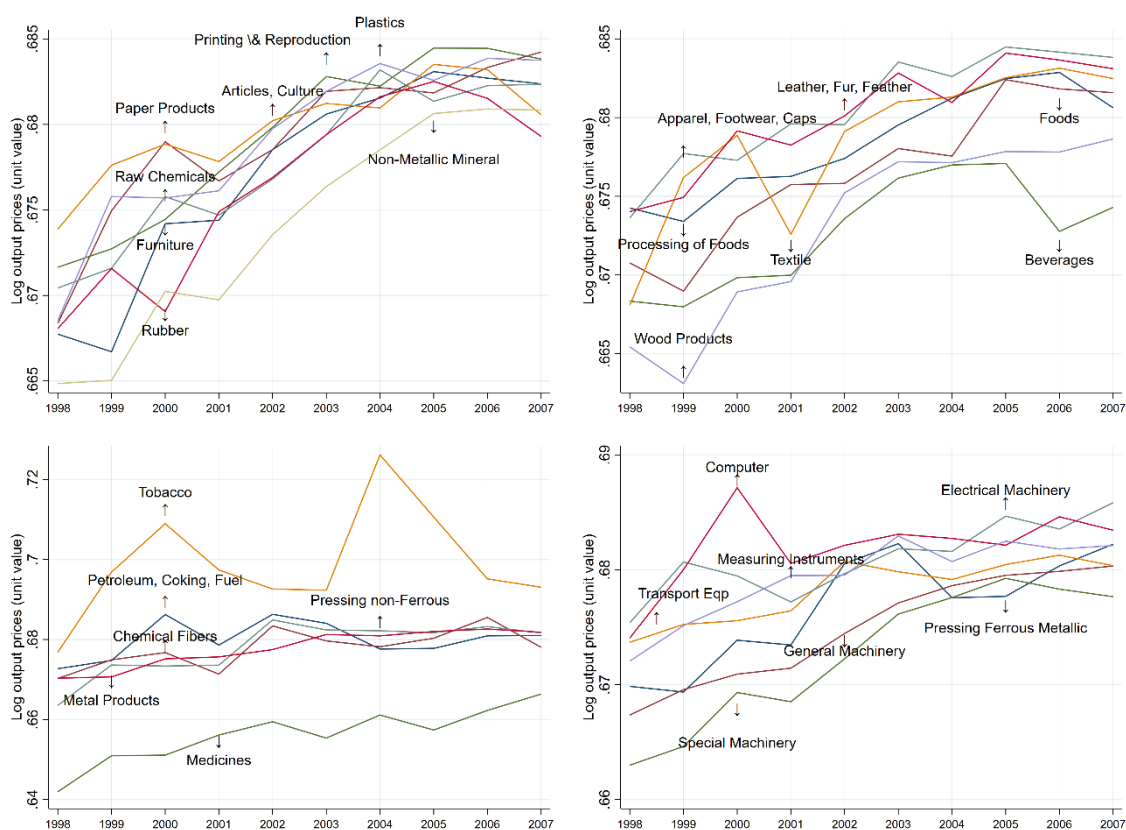 Log output prices (unit value)
.665
.67
.675
.68
.685
Plastics
Printing \& Reproduction
Articles, Culture
Paper Products
Non-Metallic Mineral
Raw Chemicals
Furniture
Rubber
1998 1999 2000 2001 2002 2003 2004 2005 2006 2007
Log output prices (unit value)
.665
.67
.675
.68
.685
Leather, Fur, Feather
Apparel, Footwear, Caps
Foods
Processing of Foods
Textile
Beverages
Wood Products
1998 1999 2000 2001 2002 2003 2004 2005 2006 2007
Log output prices (unit value)
.64
.66
.68
.7
.72
Tobacco
Petroleum, Coking, Fuel
Pressing non-Ferrous
Chemical Fibers
Metal Products
Medicines
1998 1999 2000 2001 2002 2003 2004 2005 2006 2007
Log output prices (unit value)
.66
.67
.68
.69
Computer
Electrical Machinery
Measuring Instruments
Transport Eqp
Pressing Ferrous Metallic
General Machinery
Special Machinery
1998 1999 2000 2001 2002 2003 2004 2005 2006 2007